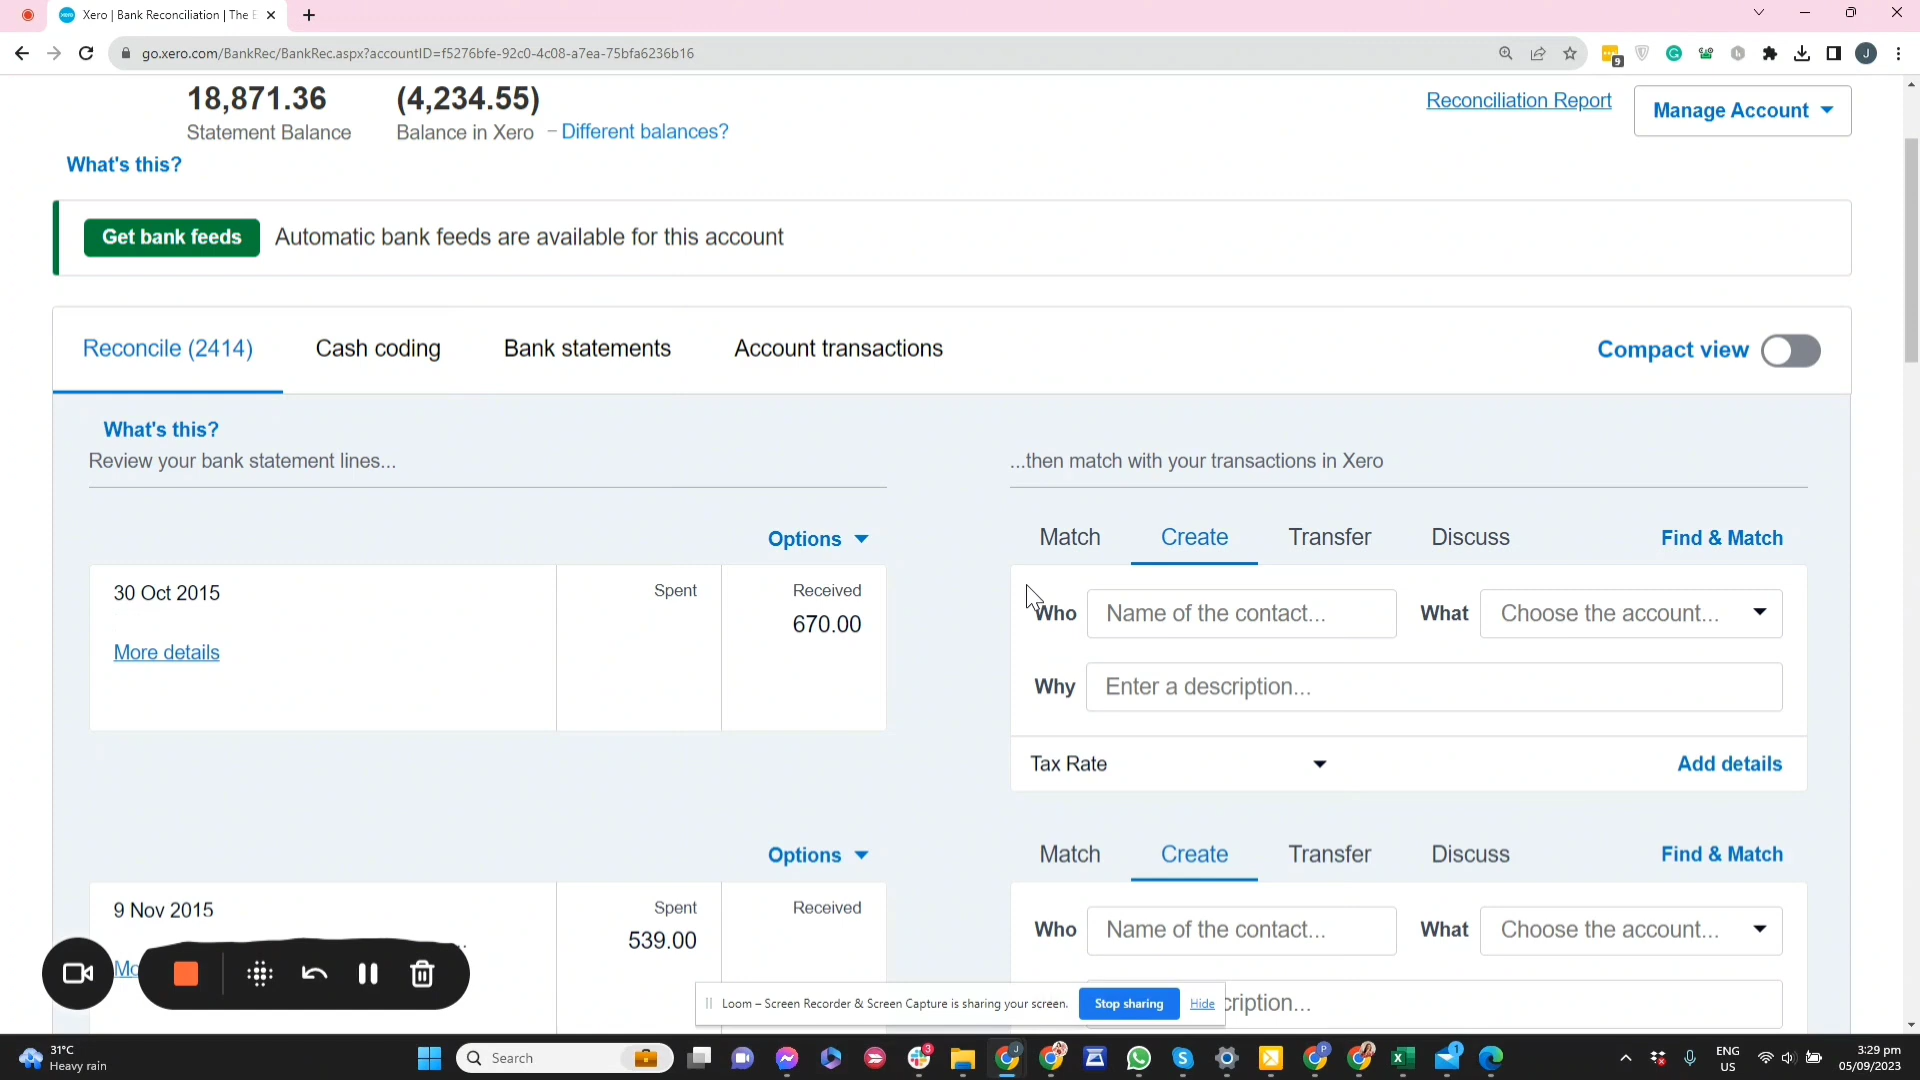 Xero | Bank Reconciliation | The E
go.xero.com/BankRec/BankRec.aspx?accountID=f5276bfe-92c0-4c08-a7ea-75bfa6236b16
9
J
18,871.36
Statement Balance
(4,234.55)
Balance in Xero – Different balances?
Reconciliation Report
Manage Account
What's this?
Get bank feeds
Automatic bank feeds are available for this account
Reconcile (2414)
Cash coding
Bank statements
Account transactions
Compact view
What's this?
Review your bank statement lines...
...then match with your transactions in Xero
Options
Match
Create
Transfer
Discuss
Find & Match
30 Oct 2015
More details
Spent
Received
670.00
Who
Name of the contact...
What
Choose the account...
Why
Enter a description...
Tax Rate
Add details
Options
Match
Create
Transfer
Discuss
Find & Match
9 Nov 2015
Mo
Spent
539.00
Received
Who
Name of the contact...
What
Choose the account...
cription...
Loom – Screen Recorder & Screen Capture is sharing your screen.
Stop sharing
Hide
31°C
Heavy rain
Search
3
J
P
1
ENG
US
3:29 pm
05/09/2023